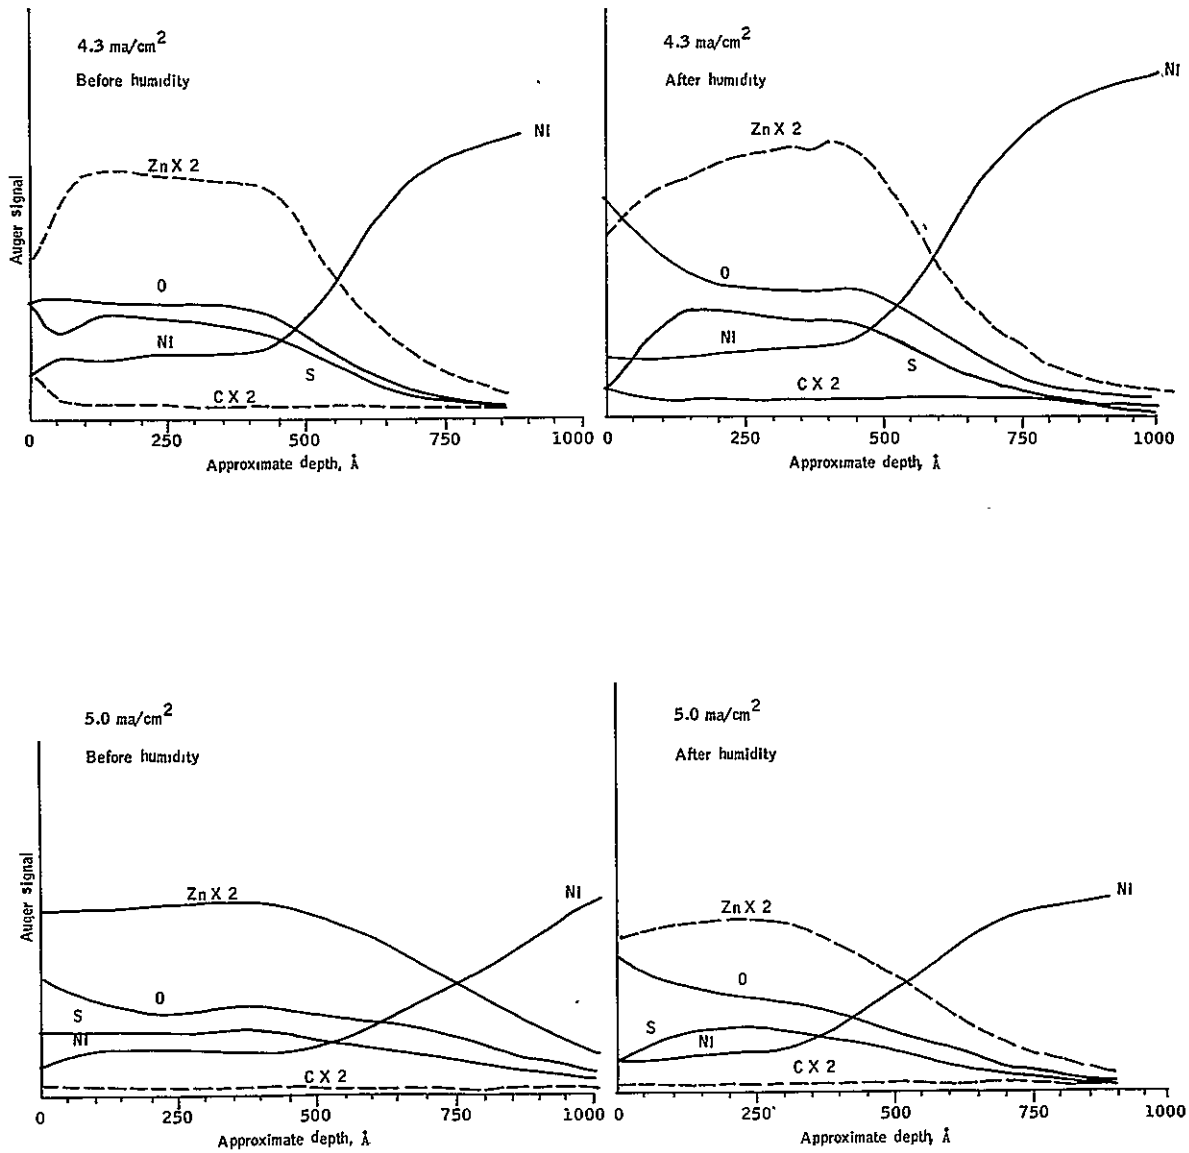 4.3 ma/cm2
Before humidity
Zn X 2
NI
O
NI
S
C X 2
Auger signal
0 250 500 750 1000
Approximate depth, Å
4.3 ma/cm2
After humidity
Zn X 2
NI
O
NI
S
C X 2
0 250 500 750 1000
Approximate depth, Å
5.0 ma/cm2
Before humidity
Zn X 2
NI
O
S
NI
C X 2
Auger signal
0 250 500 750 1000
Approximate depth, Å
5.0 ma/cm2
After humidity
Zn X 2
NI
O
S
NI
C X 2
0 250 500 750 1000
Approximate depth, Å